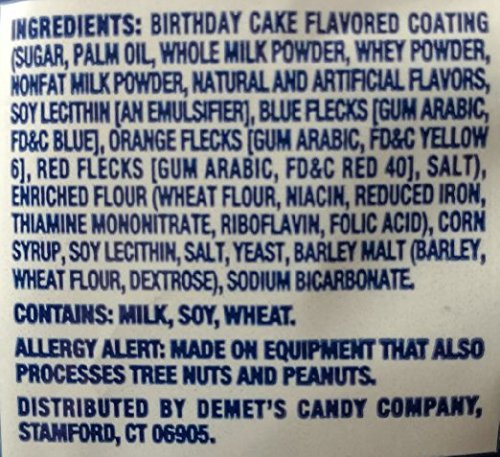 INGREDIENTS: BIRTHDAY CAKE FLAVORED COATING
(SUGAR, PALM OIL, WHOLE MILK POWDER, WHEY POWDER,
NONFAT MILK POWDER, NATURAL AND ARTIFICIAL FLAVORS,
SOY LECITHIN [AN EMULSIFIER], BLUE FLECKS [GUM ARABIC,
FD&C BLUE], ORANGE FLECKS [GUM ARABIC, FD&C YELLOW
6], RED FLECKS [GUM ARABIC, FD&C RED 40], SALT),
ENRICHED FLOUR (WHEAT FLOUR, NIACIN, REDUCED IRON,
THIAMINE MONONITRATE, RIBOFLAVIN, FOLIC ACID), CORN
SYRUP, SOY LECITHIN, SALT, YEAST, BARLEY MALT (BARLEY,
WHEAT FLOUR, DEXTROSE), SODIUM BICARBONATE.
CONTAINS: MILK, SOY, WHEAT.
ALLERGY ALERT: MADE ON EQUIPMENT THAT ALSO
PROCESSES TREE NUTS AND PEANUTS.
DISTRIBUTED BY DEMET'S CANDY COMPANY,
STAMFORD, CT 06905.